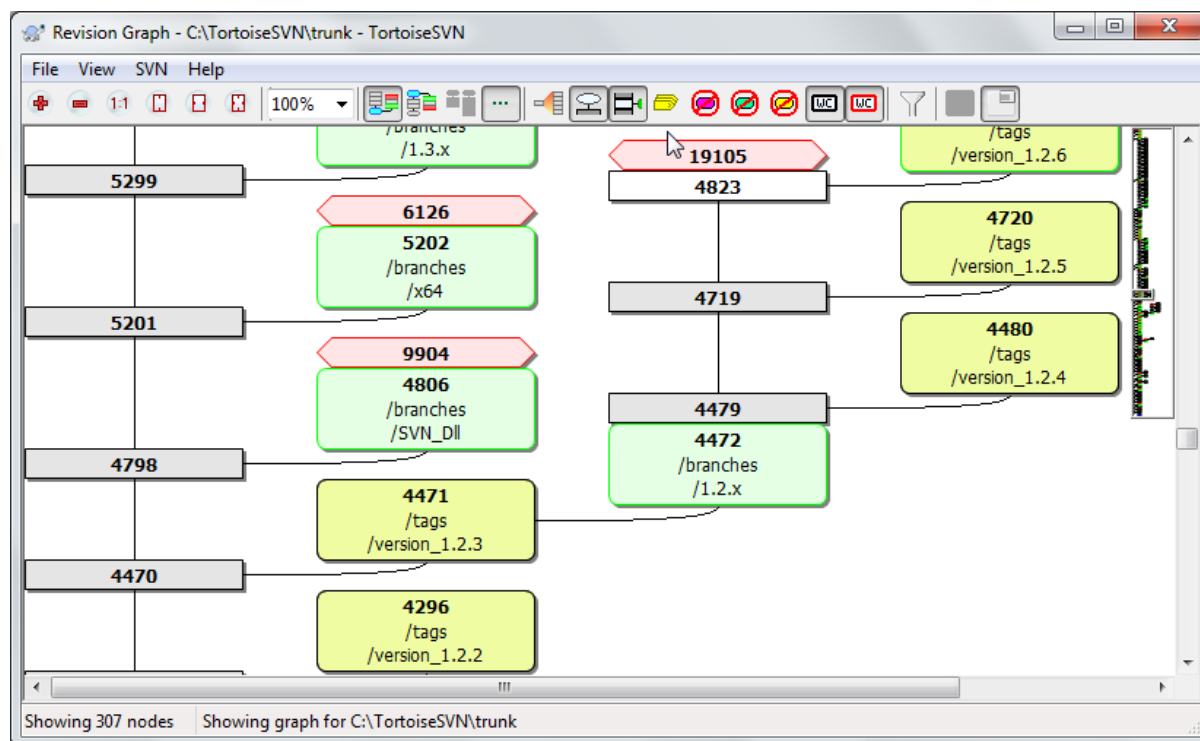 Revision Graph - C:\TortoiseSVN\trunk - TortoiseSVN
File View SVN Help
1:1 100% WC WC
/branches
/1.3.x
5299
6126
5202
/branches
/x64
5201
9904
4806
/branches
/SVN_Dll
4798
4471
/tags
/version_1.2.3
4470
4296
/tags
/version_1.2.2
19105
4823
4719
4479
4472
/branches
/1.2.x
/tags
/version_1.2.6
4720
/tags
/version_1.2.5
4480
/tags
/version_1.2.4
Showing 307 nodes Showing graph for C:\TortoiseSVN\trunk